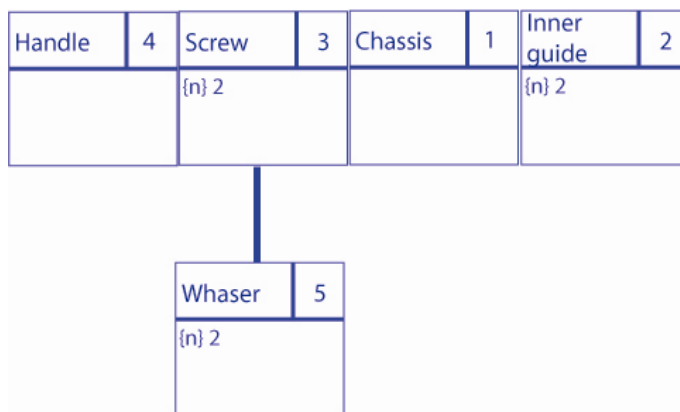 Handle 4
Screw 3
{n} 2
Chassis 1
Inner
guide 2
{n} 2
Whaser 5
{n} 2